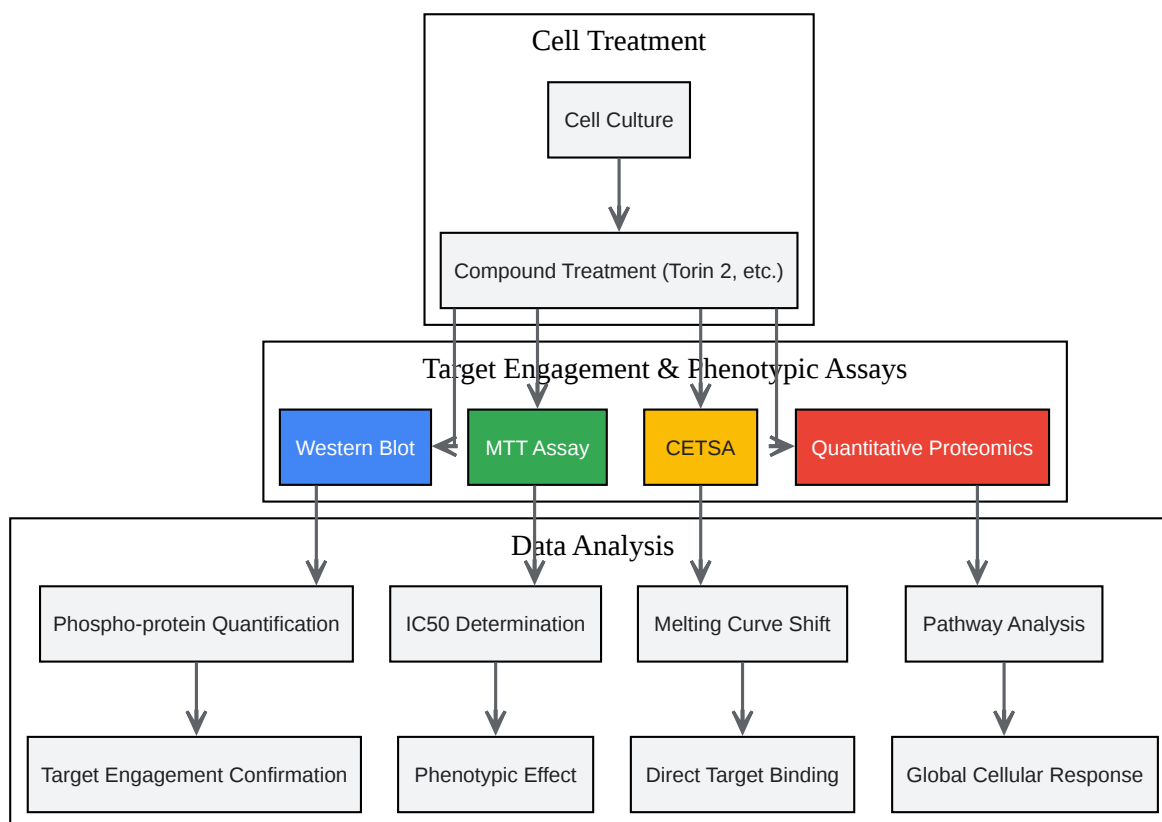 Cell Treatment
Cell Culture
Compound Treatment (Torin 2, etc.)
Target Engagement & Phenotypic Assays
Western Blot
MTT Assay
CETSA
Quantitative Proteomics
Data Analysis
Phospho-protein Quantification
IC50 Determination
Melting Curve Shift
Pathway Analysis
Target Engagement Confirmation
Phenotypic Effect
Direct Target Binding
Global Cellular Response